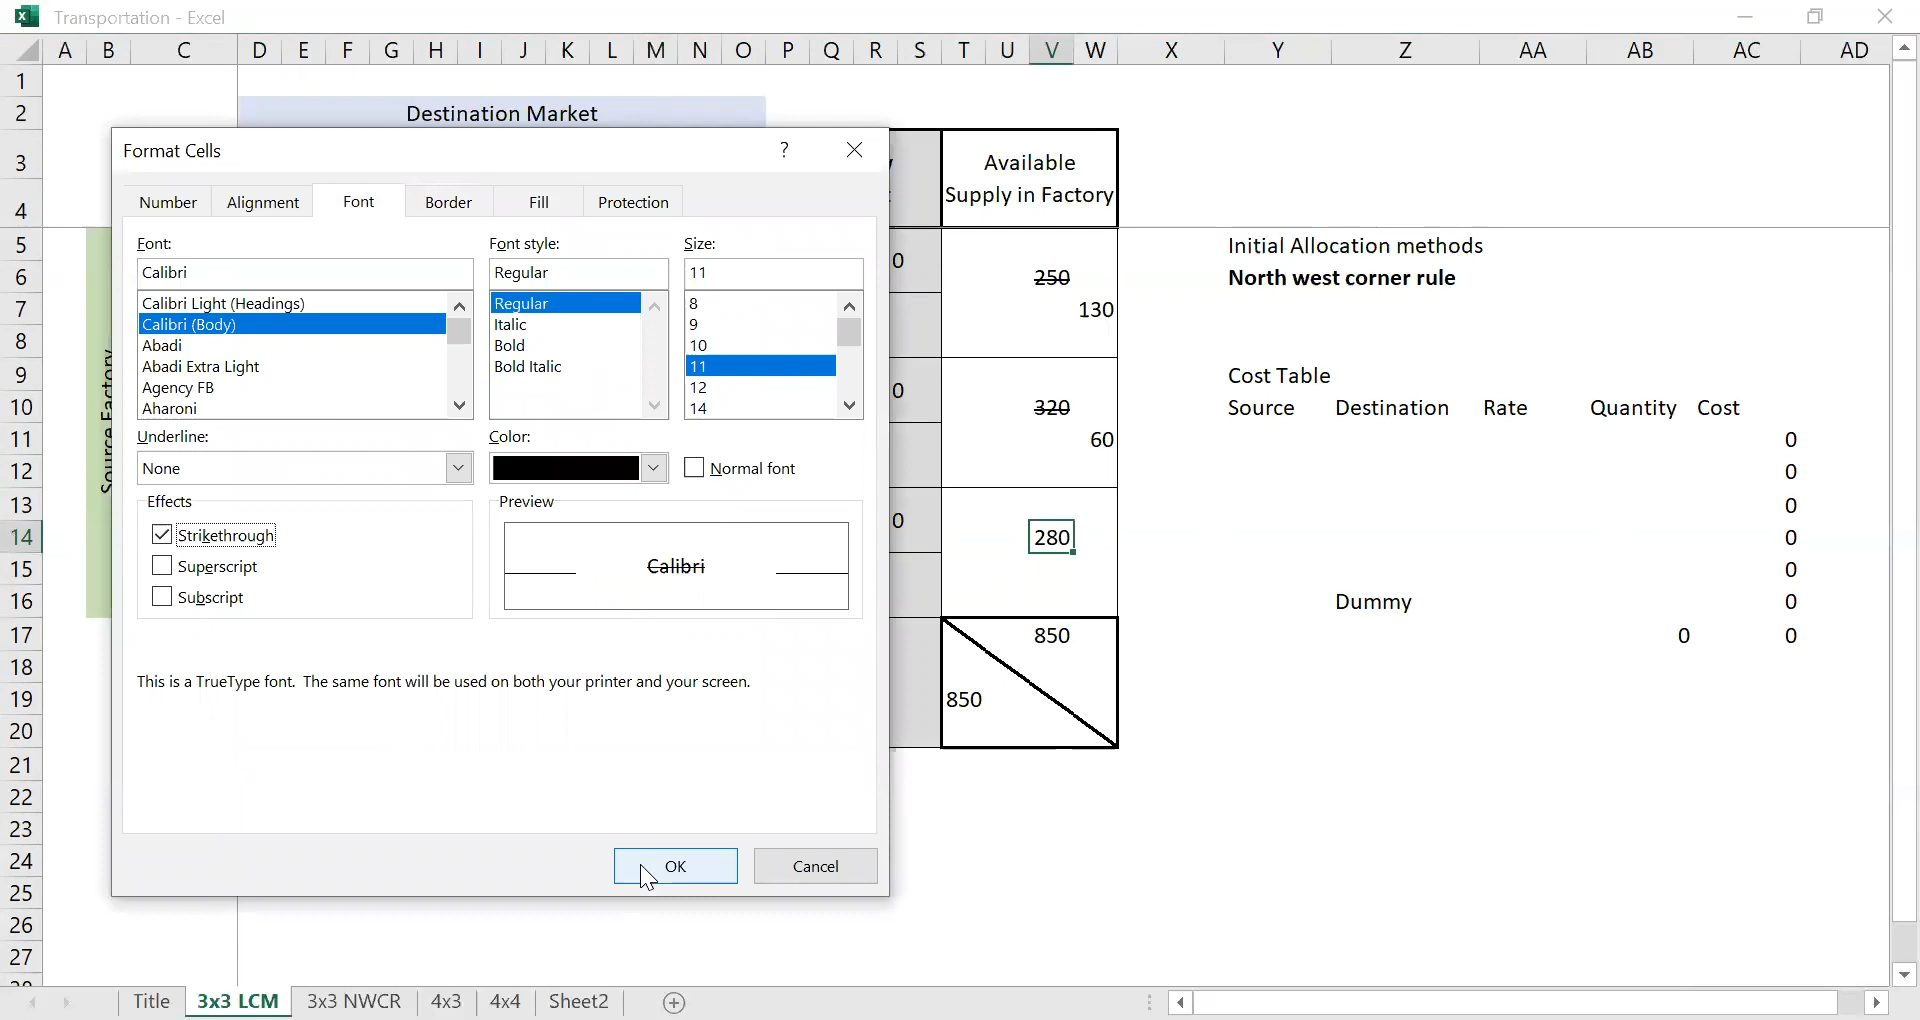 Transportation - Excel
A B C D E F G H I J K L M N O P Q R S T U V W X Y Z AA AB AC AD
1
2 Destination Market
Format Cells ?
3 Available
Number Alignment Font Border Fill Protection
4 Supply in Factory
Font: Font style: Size:
5 Initial Allocation methods
0
Calibri Regular 11
6 250 North west corner rule
Calibri Light (Headings) Regular 8
7 130
Calibri (Body) Italic 9
8 Abadi Bold 10
Abadi Extra Light Bold Italic 11
9 Cost Table
Agency FB 12
0
10 Aharoni 14
320 Source Destination Rate Quantity Cost
Underline: Color:
11 60 0
12 None Normal font 0
Source Factory
Effects Preview
13 0
0
14 Strikethrough Calibri 280 0
15 Superscript 0
16 Subscript Dummy 0
17 850 0 0
18 This is a TrueType font. The same font will be used on both your printer and your screen.
19 850
20
21
22
23
24 OK Cancel
25
26
27
Title 3x3 LCM 3x3 NWCR 4x3 4x4 Sheet2